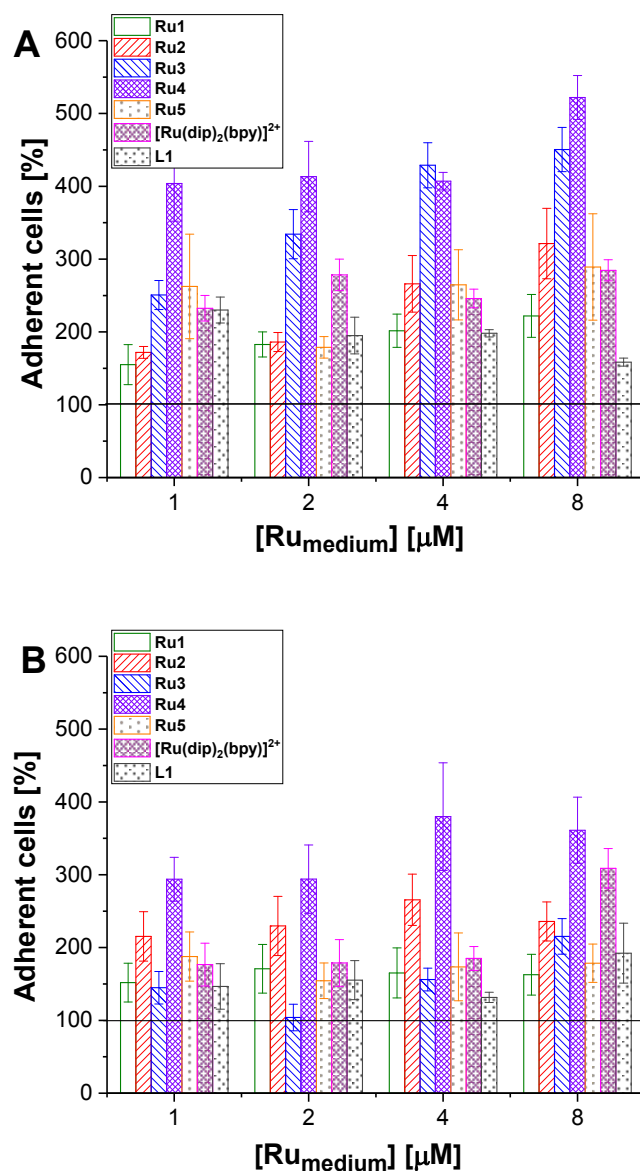 A
Ru1
Ru2
Ru3
Ru4
Ru5
[Ru(dip)₂(bpy)]²⁺
L1
600
500
400
300
200
100
0
Adherent cells [%]
1 2 4 8
[Ru_medium] [μM]
B
Ru1
Ru2
Ru3
Ru4
Ru5
[Ru(dip)₂(bpy)]²⁺
L1
600
500
400
300
200
100
0
Adherent cells [%]
1 2 4 8
[Ru_medium] [μM]